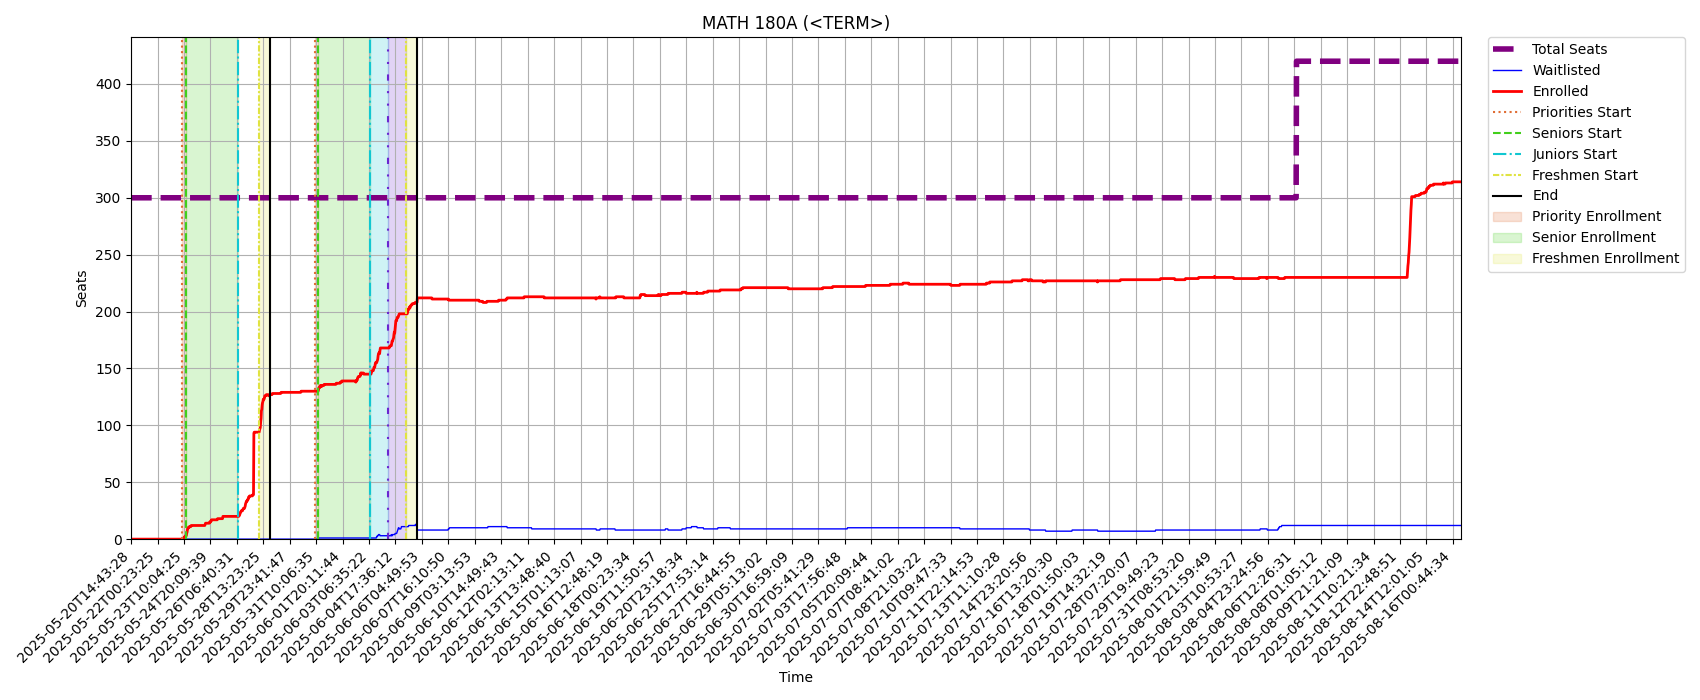 MATH 180A (<TERM>)
Total Seats
Waitlisted
Enrolled
Priorities Start
Seniors Start
Juniors Start
Freshmen Start
End
Priority Enrollment
Senior Enrollment
Freshmen Enrollment
Seats
400
350
300
250
200
150
100
50
0
2025-05-20T14:43:28
2025-05-22T00:23:25
2025-05-23T10:04:25
2025-05-24T20:09:39
2025-05-26T06:40:31
2025-05-28T13:23:25
2025-05-29T23:41:47
2025-05-31T10:06:35
2025-06-01T20:11:44
2025-06-03T06:35:22
2025-06-04T17:36:12
2025-06-06T04:49:53
2025-06-07T16:10:50
2025-06-09T03:13:53
2025-06-10T14:49:43
2025-06-12T02:13:11
2025-06-13T13:48:40
2025-06-15T01:13:07
2025-06-16T12:48:19
2025-06-18T00:23:34
2025-06-19T11:50:57
2025-06-20T23:18:34
2025-06-25T17:53:14
2025-06-27T16:44:55
2025-06-29T05:13:02
2025-06-30T16:59:09
2025-07-02T05:41:29
2025-07-03T17:56:48
2025-07-05T20:09:44
2025-07-07T08:41:02
2025-07-08T21:03:22
2025-07-10T09:47:33
2025-07-11T22:14:53
2025-07-13T11:10:28
2025-07-14T23:20:56
2025-07-16T13:20:30
2025-07-18T01:50:03
2025-07-19T14:32:19
2025-07-28T07:20:07
2025-07-29T19:49:23
2025-07-31T08:53:20
2025-08-01T21:59:49
2025-08-03T10:53:27
2025-08-04T23:24:56
2025-08-06T12:26:31
2025-08-08T01:05:12
2025-08-09T21:21:09
2025-08-11T10:21:34
2025-08-12T22:48:51
2025-08-14T12:01:05
2025-08-16T00:44:34
Time